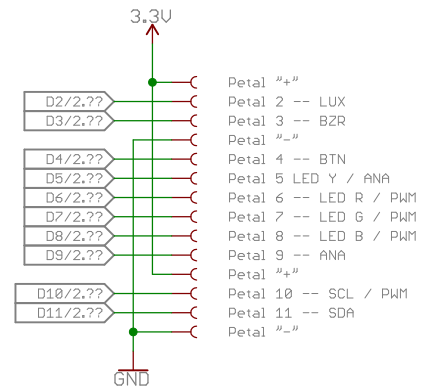 3.3V
Petal "+"
D2/2.?? Petal 2 -- LUX
D3/2.?? Petal 3 -- BZR
Petal "-"
D4/2.?? Petal 4 -- BTN
D5/2.?? Petal 5 LED Y / ANA
D6/2.?? Petal 6 -- LED R / PWM
D7/2.?? Petal 7 -- LED G / PWM
D8/2.?? Petal 8 -- LED B / PWM
D9/2.?? Petal 9 -- ANA
Petal "+"
D10/2.?? Petal 10 -- SCL / PWM
D11/2.?? Petal 11 -- SDA
Petal "-"
GND